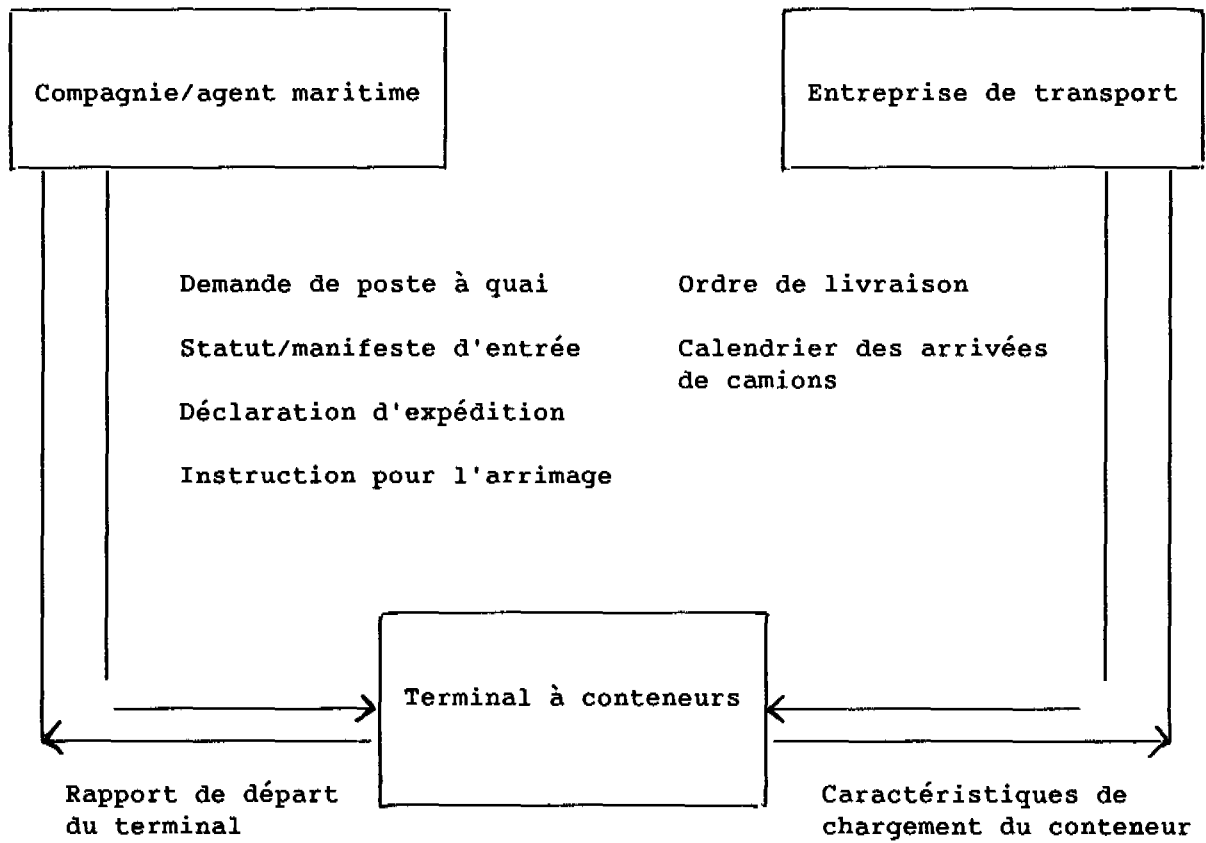 Compagnie/agent maritime
Entreprise de transport
Demande de poste à quai
Statut/manifeste d'entrée
Déclaration d'expédition
Instruction pour l'arrimage
Ordre de livraison
Calendrier des arrivées
de camions
Terminal à conteneurs
Rapport de départ
du terminal
Caractéristiques de
chargement du conteneur